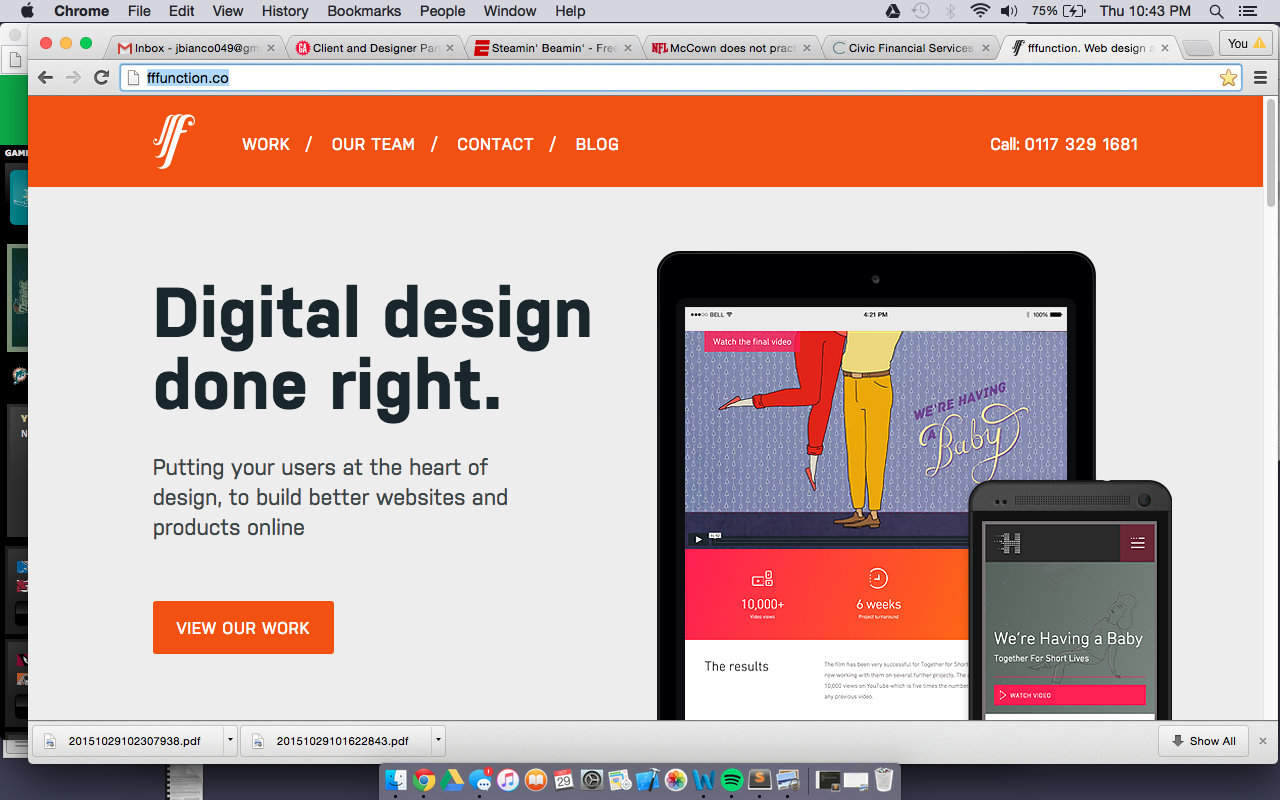 Chrome File Edit View History Bookmarks People Window Help 75% Thu 10:43 PM
Inbox - jbianco049@gm
GA Client and Designer Par
Steamin' Beamin' - Free
NFL McCown does not pract
Civic Financial Services
fffunction. Web design a
You
fffunction.co
GAMI
WORK / OUR TEAM / CONTACT / BLOG
Call: 0117 329 1681
Digital design
done right.
Putting your users at the heart of
design, to build better websites and
products online
VIEW OUR WORK
BELL 4:21 PM 100%
Watch the final video
WE'RE HAVING
A Baby
10,000+
Video views
6 weeks
Project turnaround
The results
The film has been very successful for Together for Short
now working with them on several further projects. The
10,000 views on YouTube which is five times the number
any previous video.
H
We're Having a Baby
Together For Short Lives
WATCH VIDEO
Y
N
20151029102307938.pdf
20151029101622843.pdf
Show All
OCT
29